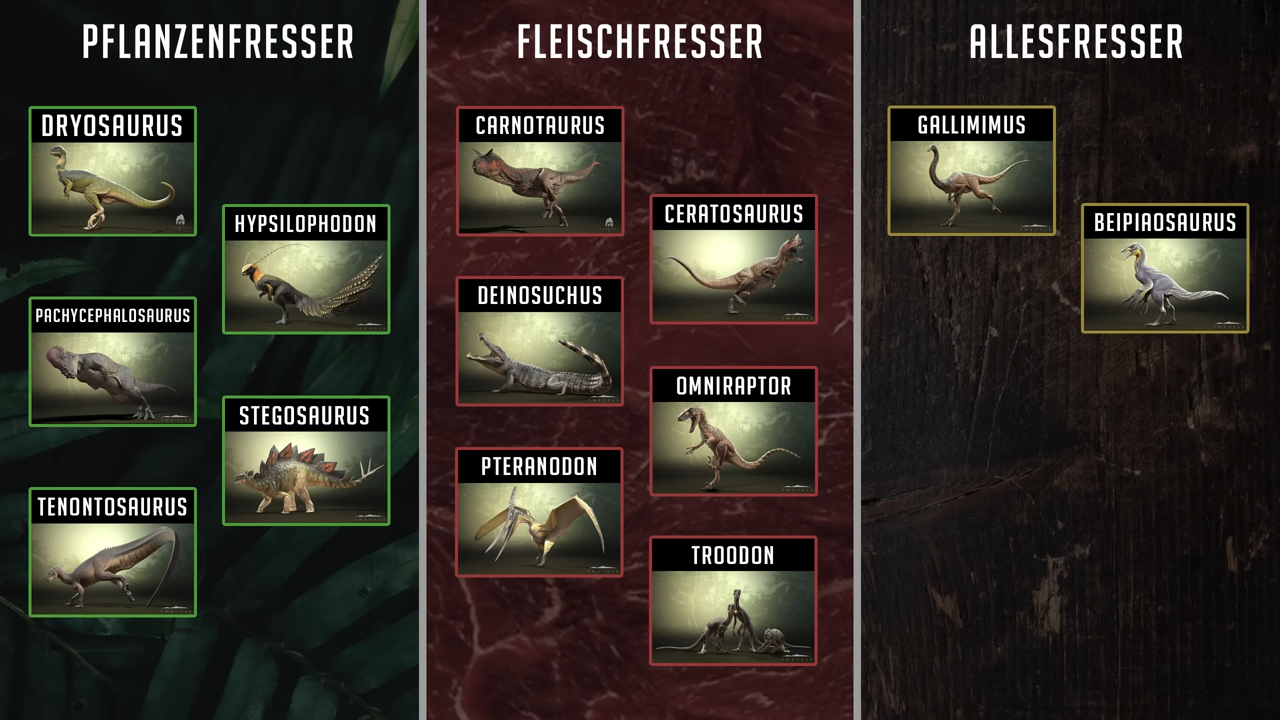 PFLANZENFRESSER
DRYOSAURUS
HYPSILOPHODON
PACHYCEPHALOSAURUS
STEGOSAURUS
TENONTOSAURUS
FLEISCHFRESSER
CARNOTAURUS
CERATOSAURUS
DEINOSUCHUS
OMNIRAPTOR
PTERANODON
TROODON
ALLESFRESSER
GALLIMIMUS
BEIPIAOSAURUS